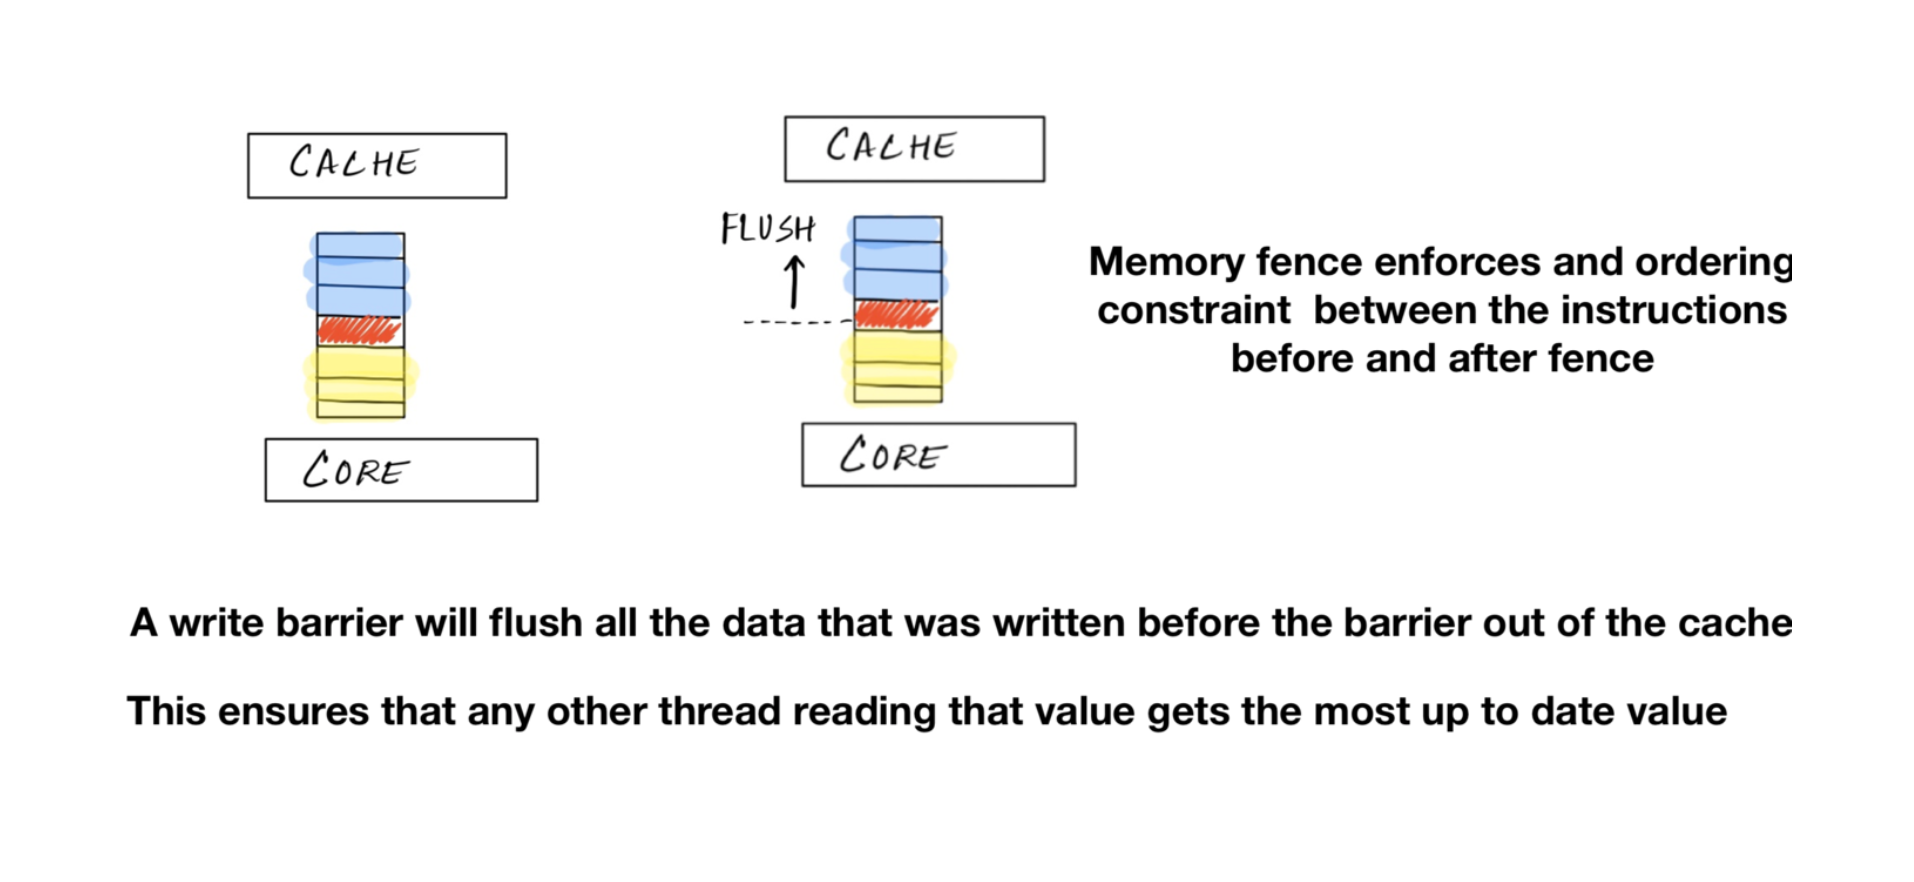 CACHE
CACHE
FLUSH
Memory fence enforces and ordering
constraint between the instructions
before and after fence
CORE
CORE
A write barrier will flush all the data that was written before the barrier out of the cache
This ensures that any other thread reading that value gets the most up to date value